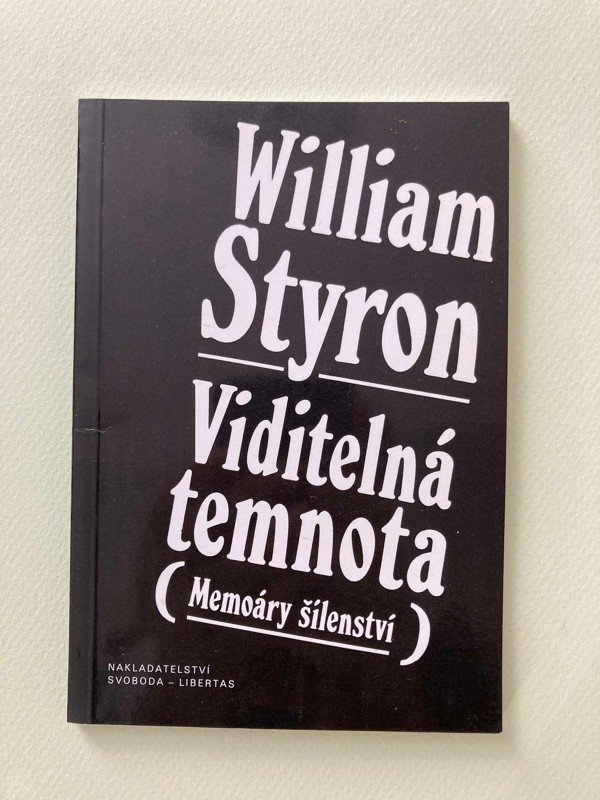 William
Styron
Viditelná
temnota
( Memoáry šílenství )
NAKLADATELSTVÍ
SVOBODA – LIBERTAS